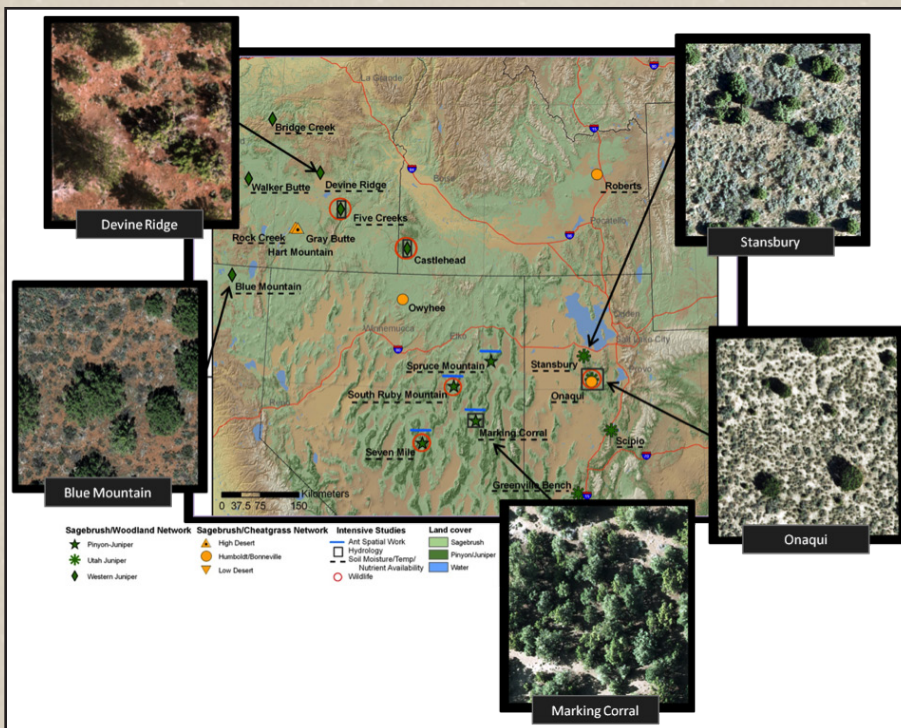 La Grande
Bridge Creek
Devine Ridge
Walker Butte
Boise
Roberts
Devine Ridge
Five Creeks
Pocatello
Stansbury
Rock Creek
Gray Butte
Hart Mountain
Castlehead
Blue Mountain
Owyhee
Ogden
Winnemucca
Elko
Salt Lake City
Spruce Mountain
Stansbury
Provo
South Ruby Mountain
Onaqui
Reno
Marking Corral
Scipio
Seven Mile
Blue Mountain
Greenville Bench
Kilometers
0 37.5 75 150
Onaqui
Sagebrush/Woodland Network
Pinyon-Juniper
Utah Juniper
Western Juniper
Sagebrush/Cheatgrass Network
High Desert
Humboldt/Bonneville
Low Desert
Intensive Studies
Ant Spatial Work
Hydrology
Soil Moisture/Temp/
Nutrient Availability
Wildlife
Land cover
Sagebrush
Pinyon/Juniper
Water
Marking Corral